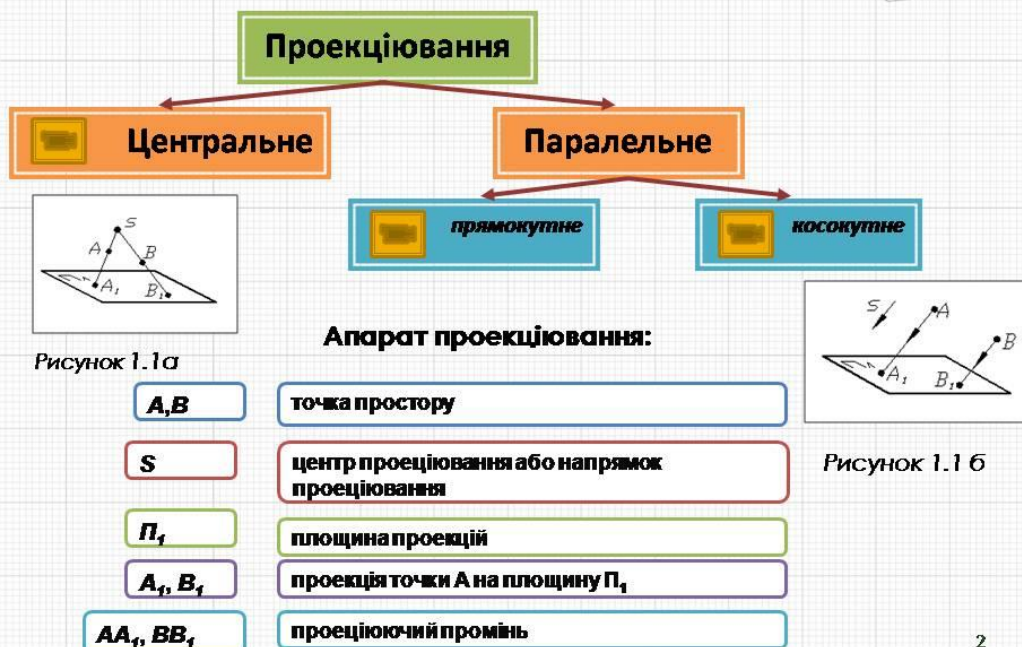 Проекціювання
Центральне
Паралельне
прямокутне
косокутне
S
A
B
A₁
B₁
Рисунок 1.1а
Апарат проекціювання:
S
A
B
A₁
B₁
Рисунок 1.1 б
A,B
точка простору
S
центр проеціювання або напрямок
проеціювання
П₁
площина проекцій
A₁, B₁
проекція точки А на площину П₁
AA₁, BB₁
проеціюючий промінь
2